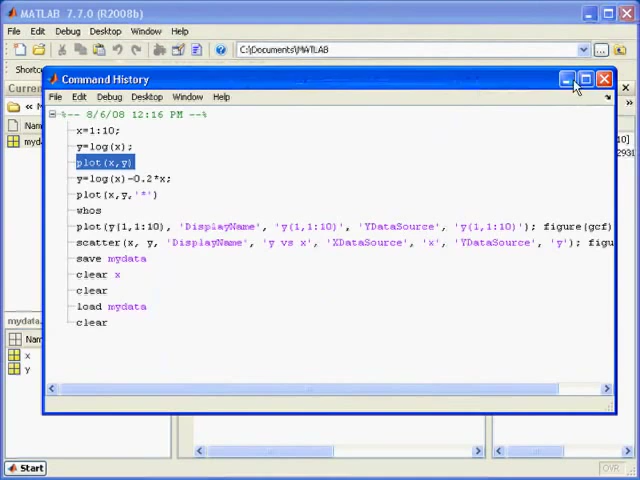 MATLAB 7.7.0 (R2008b)
File Edit Debug Desktop Window Help
C:\Documents\MATLAB
...
Command History
File Edit Debug Desktop Window Help
%-- 8/6/08 12:16 PM --%
x=1:10;
y=log(x);
plot(x,y)
y=log(x)-0.2*x;
plot(x,y,'*')
whos
plot(y(1,1:10), 'DisplayName', 'y(1,1:10)', 'YDataSource', 'y(1,1:10)'); figure(gcf)
scatter(x, y, 'DisplayName', 'y vs x', 'XDataSource', 'x', 'YDataSource', 'y'); figu
save mydata
clear x
clear
load mydata
clear
mydata.
x
y
Start
OVR